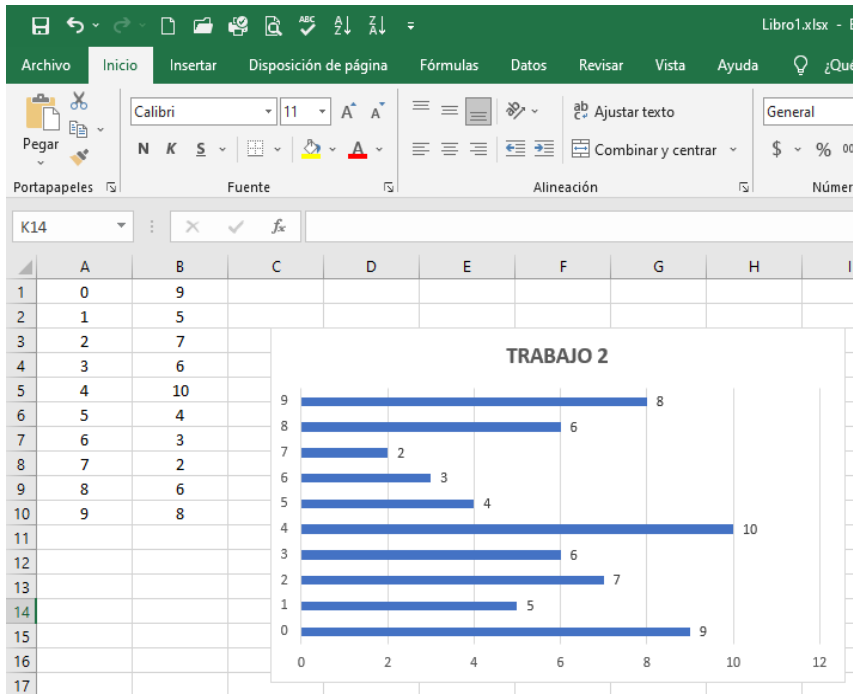 ABC
A
Z
Z
A
Libro1.xlsx - E
Archivo Inicio Insertar Disposición de página Fórmulas Datos Revisar Vista Ayuda ¿Qué
Pegar
Calibri 11 A A
N K S A
ab Ajustar texto
Combinar y centrar
General
$ % 00
Portapapeles Fuente Alineación Númer
K14 fx
A B C D E F G H I
1 0 9
2 1 5
3 2 7
4 3 6
5 4 10
6 5 4
7 6 3
8 7 2
9 8 6
10 9 8
11
12
13
14
15
16
17
TRABAJO 2
9 8
8 6
7 2
6 3
5 4
4 10
3 6
2 7
1 5
0 9
0 2 4 6 8 10 12